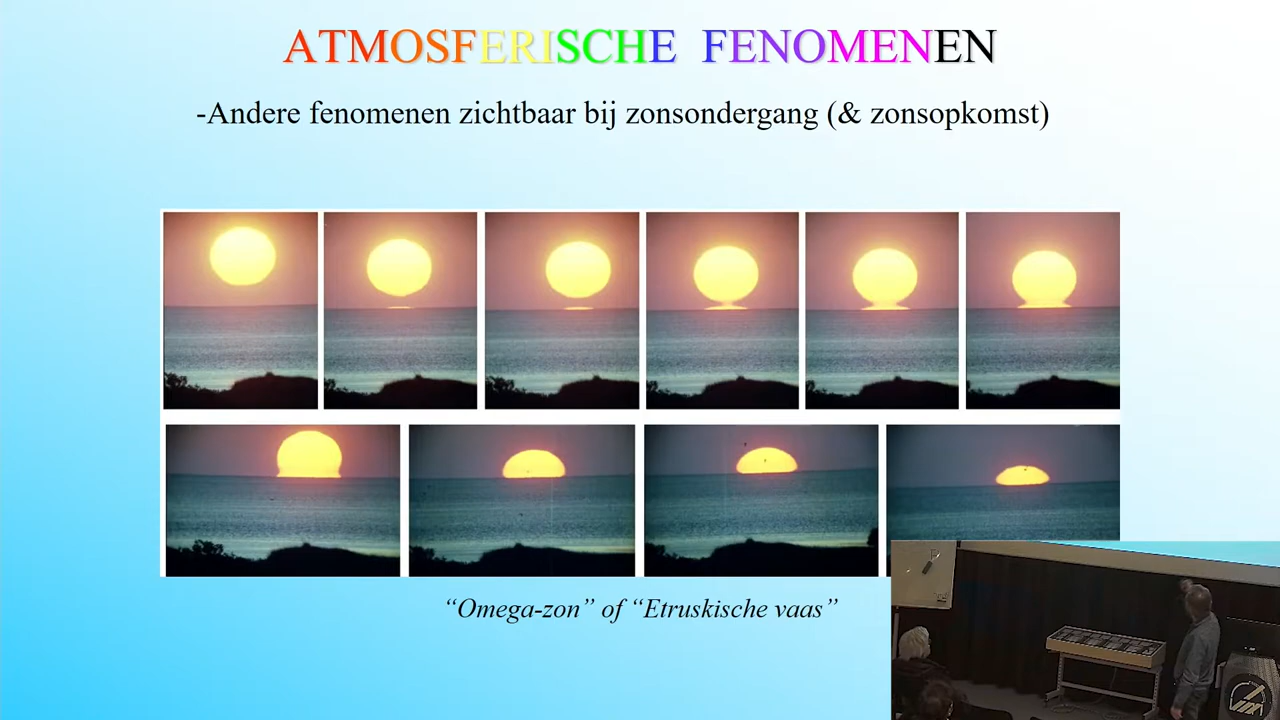 ATMOSFERISCHE FENOMENEN
-Andere fenomenen zichtbaar bij zonsondergang (& zonsopkomst)
“Omega-zon” of “Etruskische vaas”